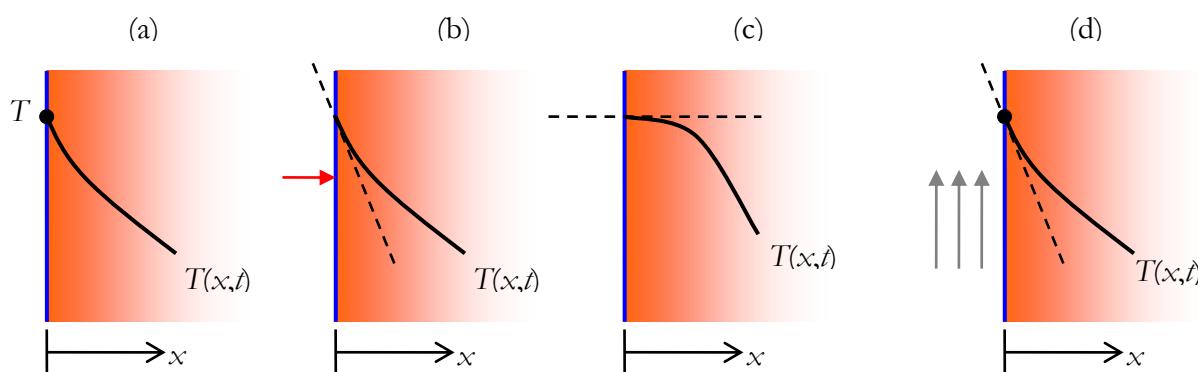 (a) (b) (c) (d)
T
T(x,t) T(x,t) T(x,t) T(x,t)
x x x x